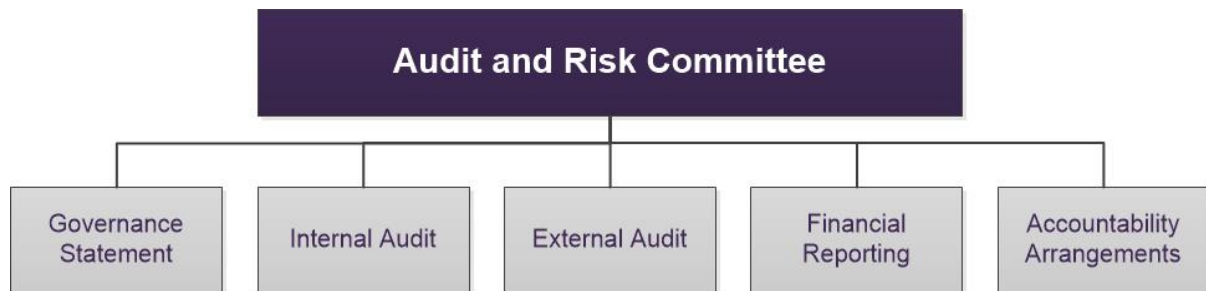 Audit and Risk Committee
Governance
Statement
Internal Audit
External Audit
Financial
Reporting
Accountability
Arrangements